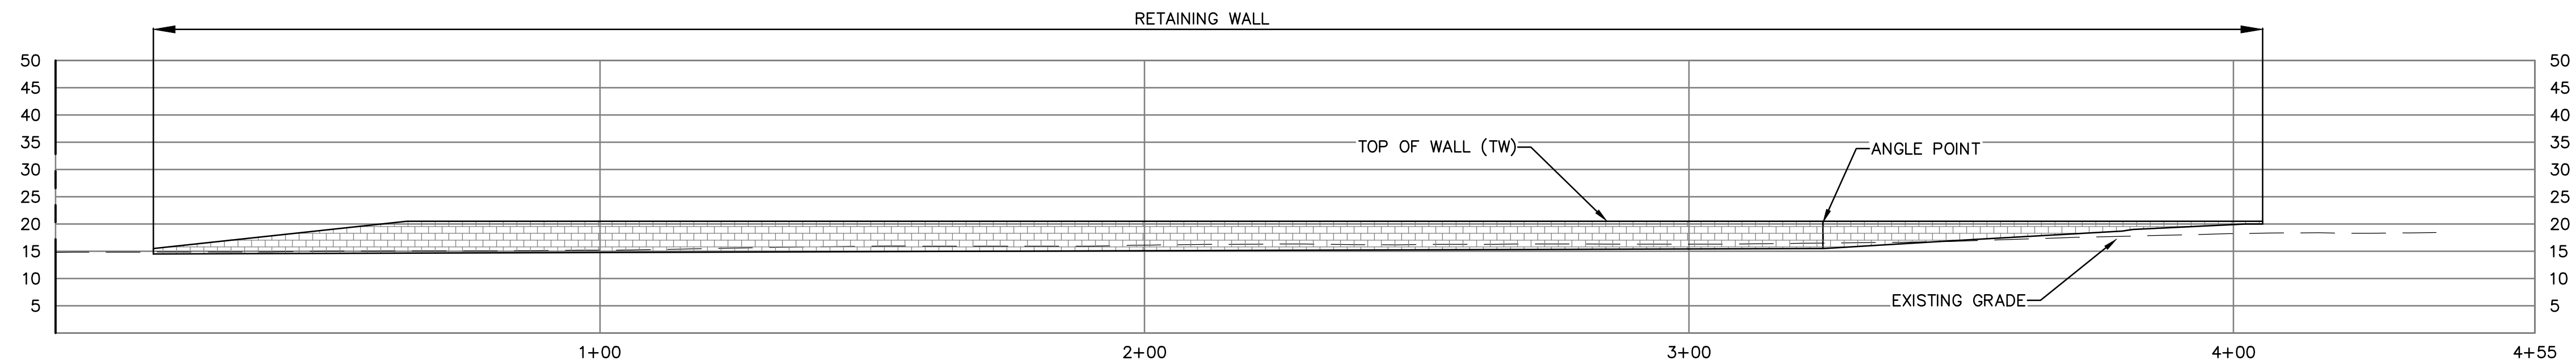 RETAINING WALL
50 50
45 45
40 40
35 35
TOP OF WALL (TW) ANGLE POINT
30 30
25 25
20 20
15 15
10 10
EXISTING GRADE
5 5
1+00 2+00 3+00 4+00 4+55